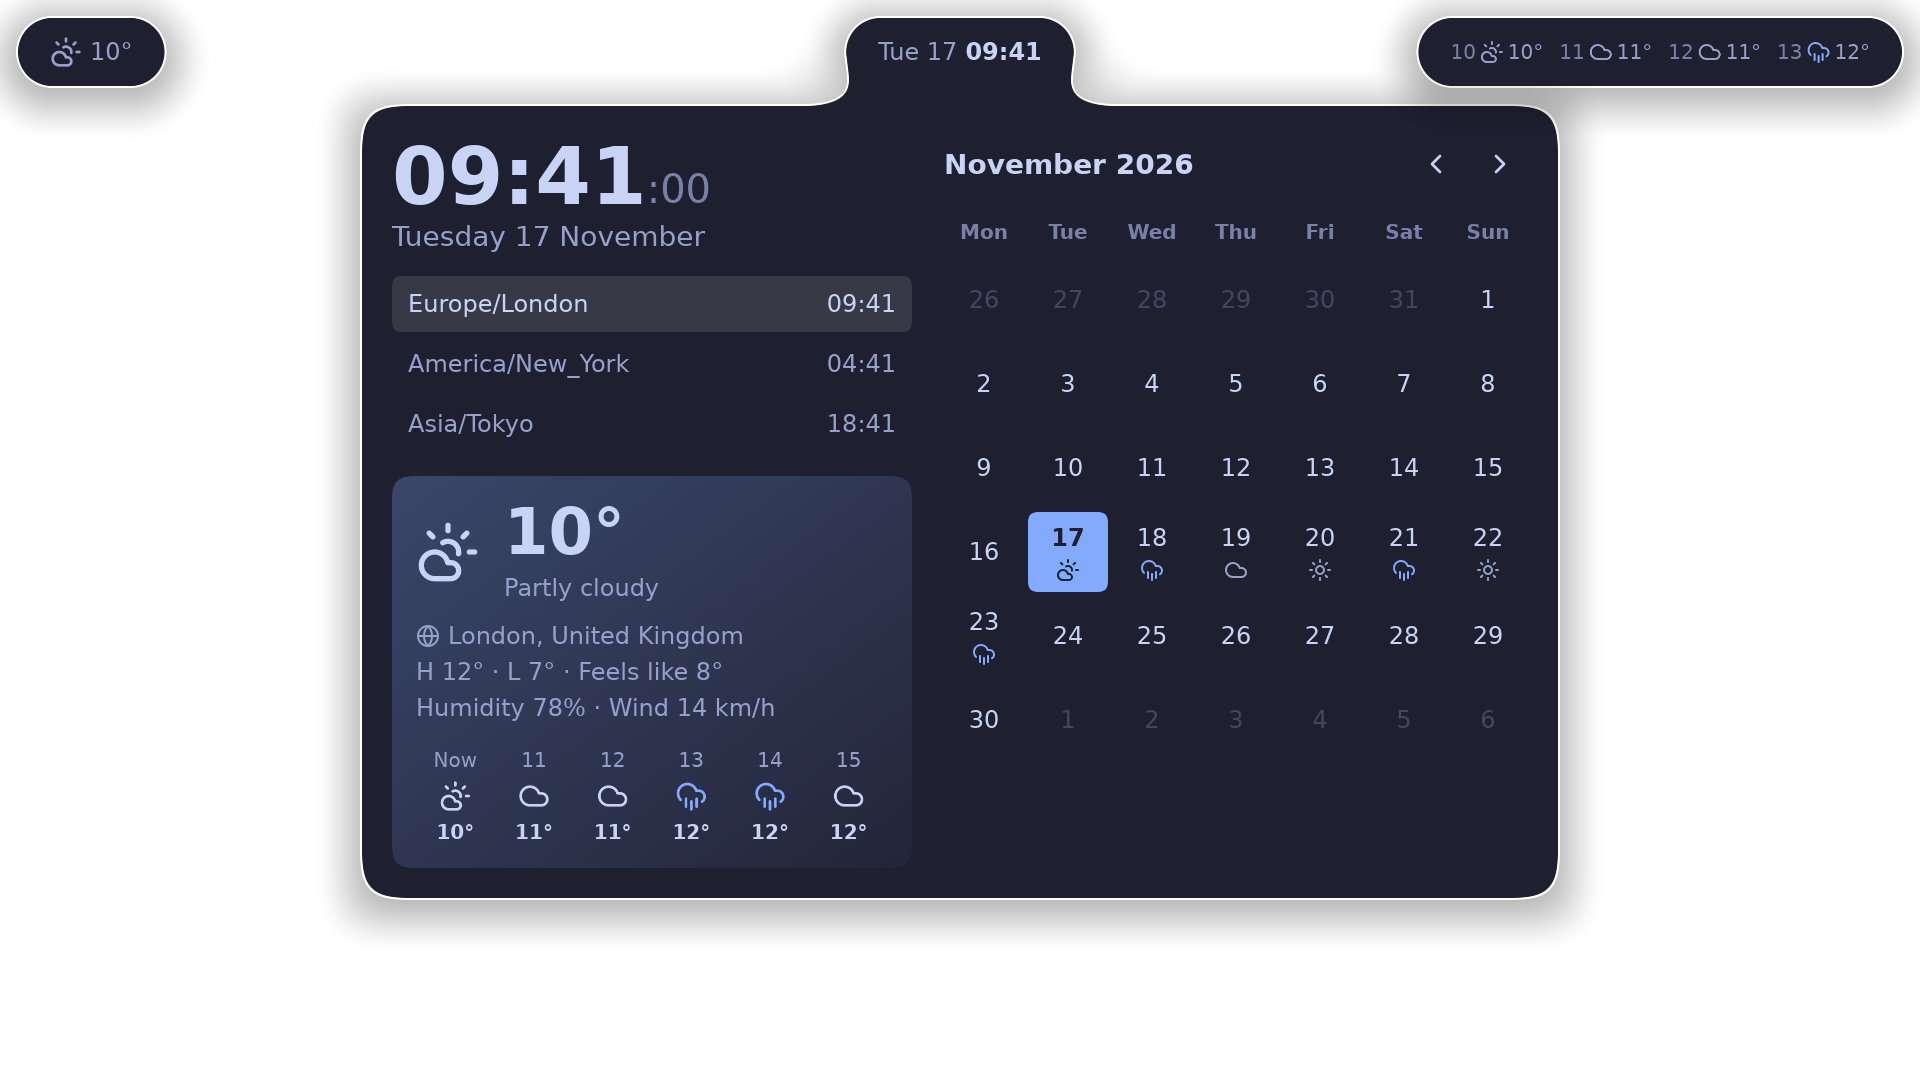 10°
Tue 17 09:41
10 10° 11 11° 12 11° 13 12°
09:41:00
Tuesday 17 November
Europe/London 09:41
America/New_York 04:41
Asia/Tokyo 18:41
10°
Partly cloudy
London, United Kingdom
H 12° · L 7° · Feels like 8°
Humidity 78% · Wind 14 km/h
Now 11 12 13 14 15
10° 11° 11° 12° 12° 12°
November 2026
Mon Tue Wed Thu Fri Sat Sun
26 27 28 29 30 31 1
2 3 4 5 6 7 8
9 10 11 12 13 14 15
16 17 18 19 20 21 22
23 24 25 26 27 28 29
30 1 2 3 4 5 6